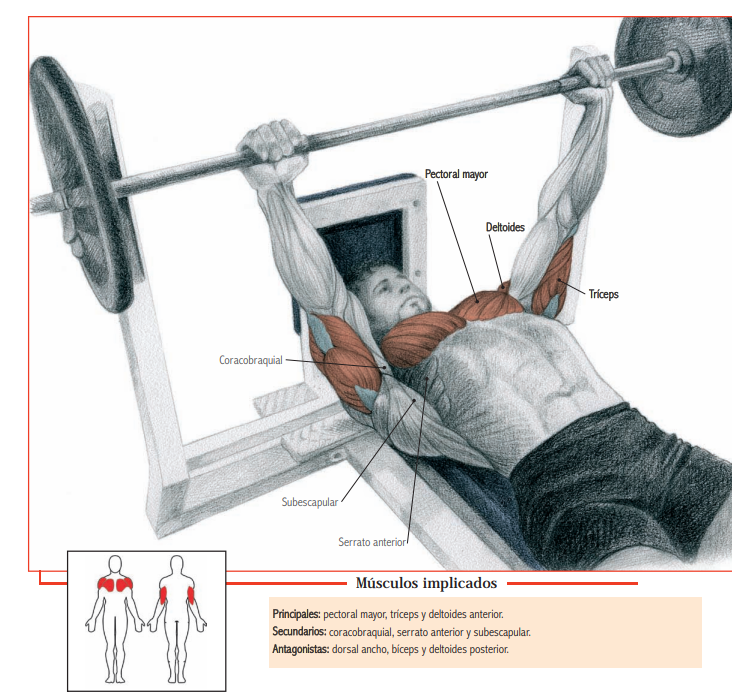 Pectoral mayor
Deltoides
Tríceps
Coracobraquial
Subescapular
Serrato anterior
Músculos implicados
Principales: pectoral mayor, tríceps y deltoides anterior.
Secundarios: coracobraquial, serrato anterior y subescapular.
Antagonistas: dorsal ancho, bíceps y deltoides posterior.